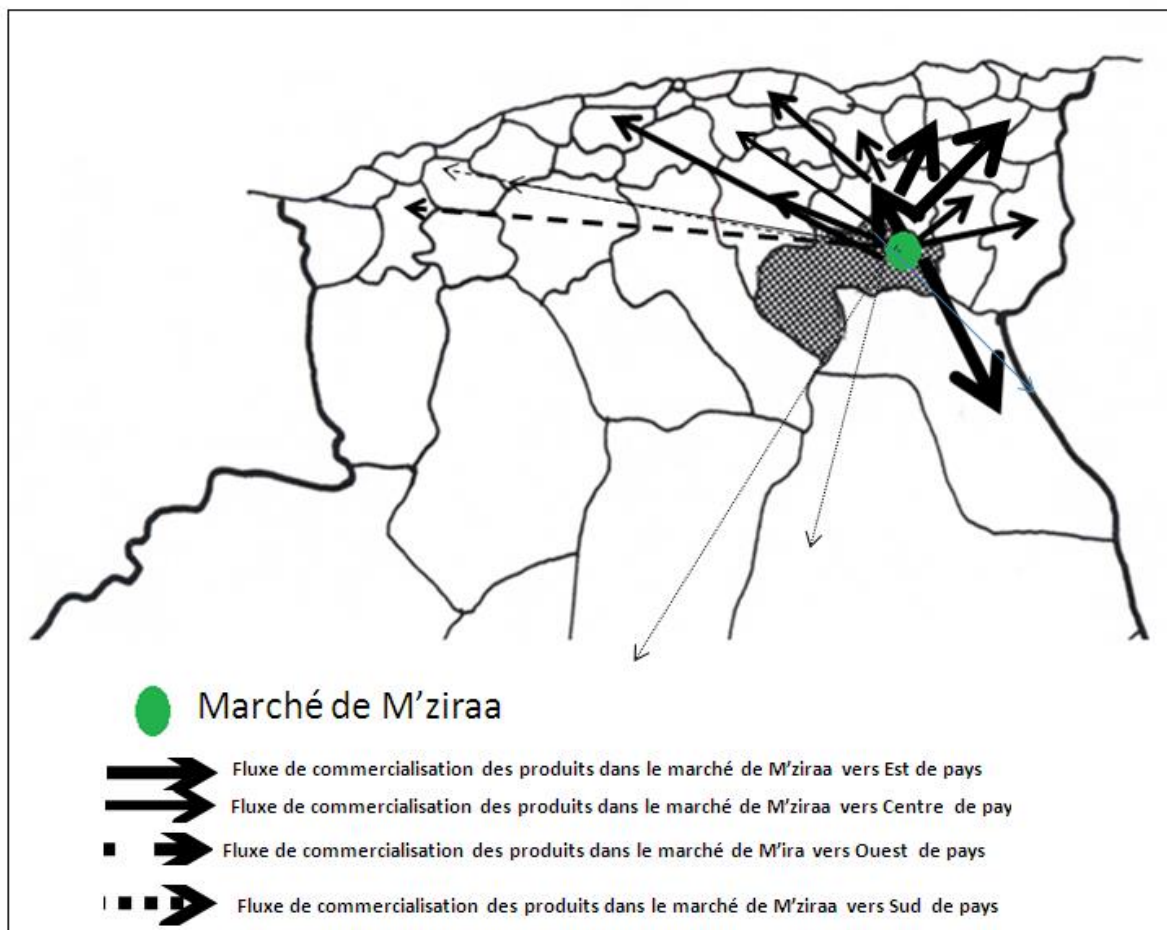 Marché de M'ziraa
Fluxe de commercialisation des produits dans le marché de M'ziraa vers Est de pays
Fluxe de commercialisation des produits dans le marché de M'ziraa vers Centre de pay
Fluxe de commercialisation des produits dans le marché de M'ira vers Ouest de pays
Fluxe de commercialisation des produits dans le marché de M'ziraa vers Sud de pays